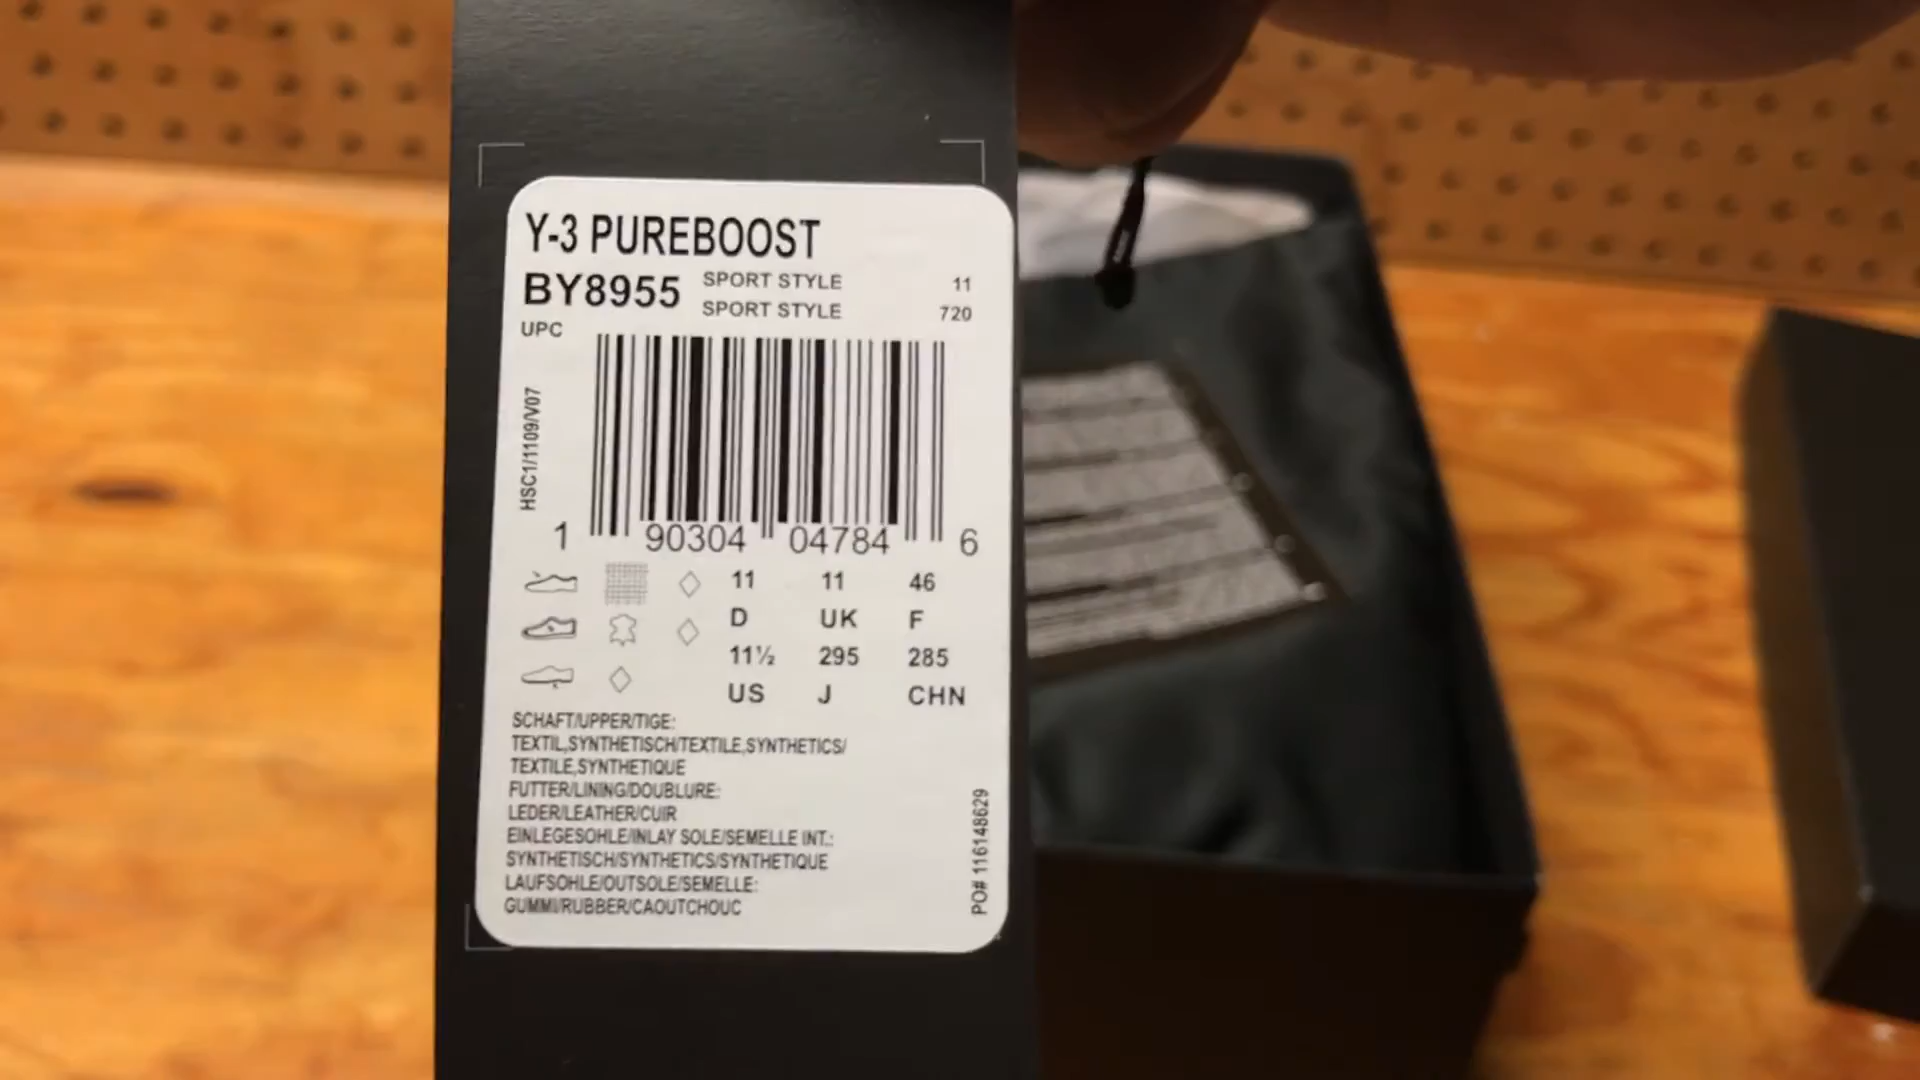 Y-3 PUREBOOST
BY8955 SPORT STYLE 11
SPORT STYLE 720
UPC
HSC1/1109/V07
1 90304 04784 6
11 11 46
D UK F
11½ 295 285
US J CHN
SCHAFT/UPPER/TIGE:
TEXTIL,SYNTHETISCH/TEXTILE,SYNTHETICS/
TEXTILE,SYNTHETIQUE
FUTTER/LINING/DOUBLURE:
LEDER/LEATHER/CUIR
EINLEGESOHLE/INLAY SOLE/SEMELLE INT.:
SYNTHETISCH/SYNTHETICS/SYNTHETIQUE
LAUFSOHLE/OUTSOLE/SEMELLE:
GUMMI/RUBBER/CAOUTCHOUC
PO# 116148629